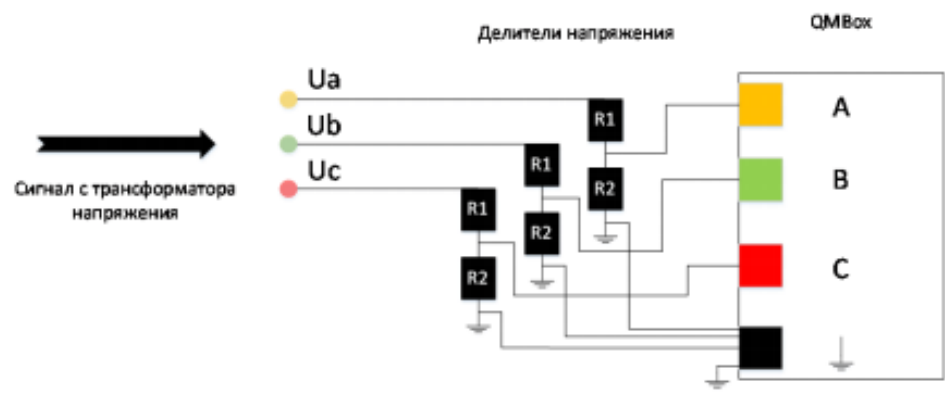 QMBox
Делители напряжения
Ua
Ub
Uc
Сигнал с трансформатора
напряжения
R1
R2
R1
R2
R1
R2
A
B
C